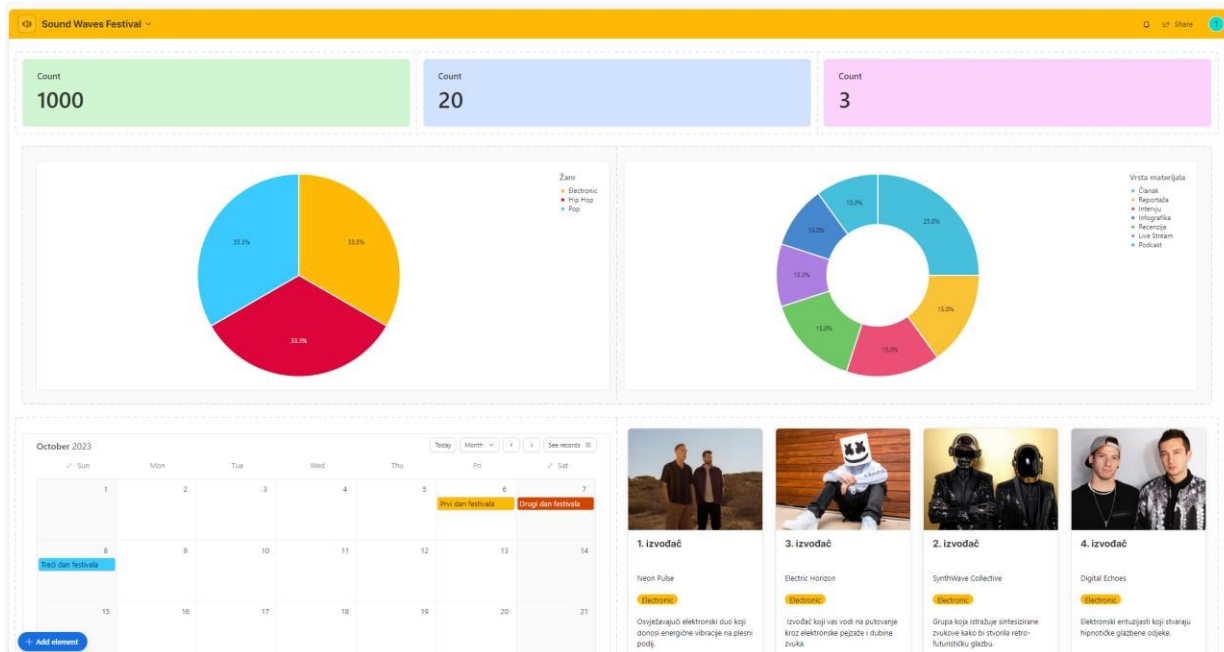 Sound Waves Festival
Share
T
Count
1000
Count
20
Count
3
Žanr
Electronic
Hip Hop
Pop
33.3%
33.3%
33.3%
Vrsta materijala
Članak
Reportaža
Intervju
Infografika
Recenzija
Live Stream
Podcast
10.0%
25.0%
10.0%
10.0%
15.0%
15.0%
15.0%
October 2023
Today
Month
See records
Sun
Mon
Tue
Wed
Thu
Fri
Sat
1
2
3
4
5
6
7
Prvi dan festivala
Drugi dan festivala
8
9
10
11
12
13
14
Treći dan festivala
15
16
17
18
19
20
21
+ Add element
1. izvođač
Neon Pulse
Electronic
Osvježavajući elektronski duo koji
donosi energične vibracije na plesni
podij.
3. izvođač
Electric Horizon
Electronic
Izvođač koji vas vodi na putovanje
kroz elektronske pejzaže i dubine
zvuka.
2. izvođač
SynthWave Collective
Electronic
Grupa koja istražuje sintesizirane
zvukove kako bi stvorila retro-
futurističku glazbu.
4. izvođač
Digital Echoes
Electronic
Elektronski entuzijasti koji stvaraju
hipnotičke glazbene odjeke.